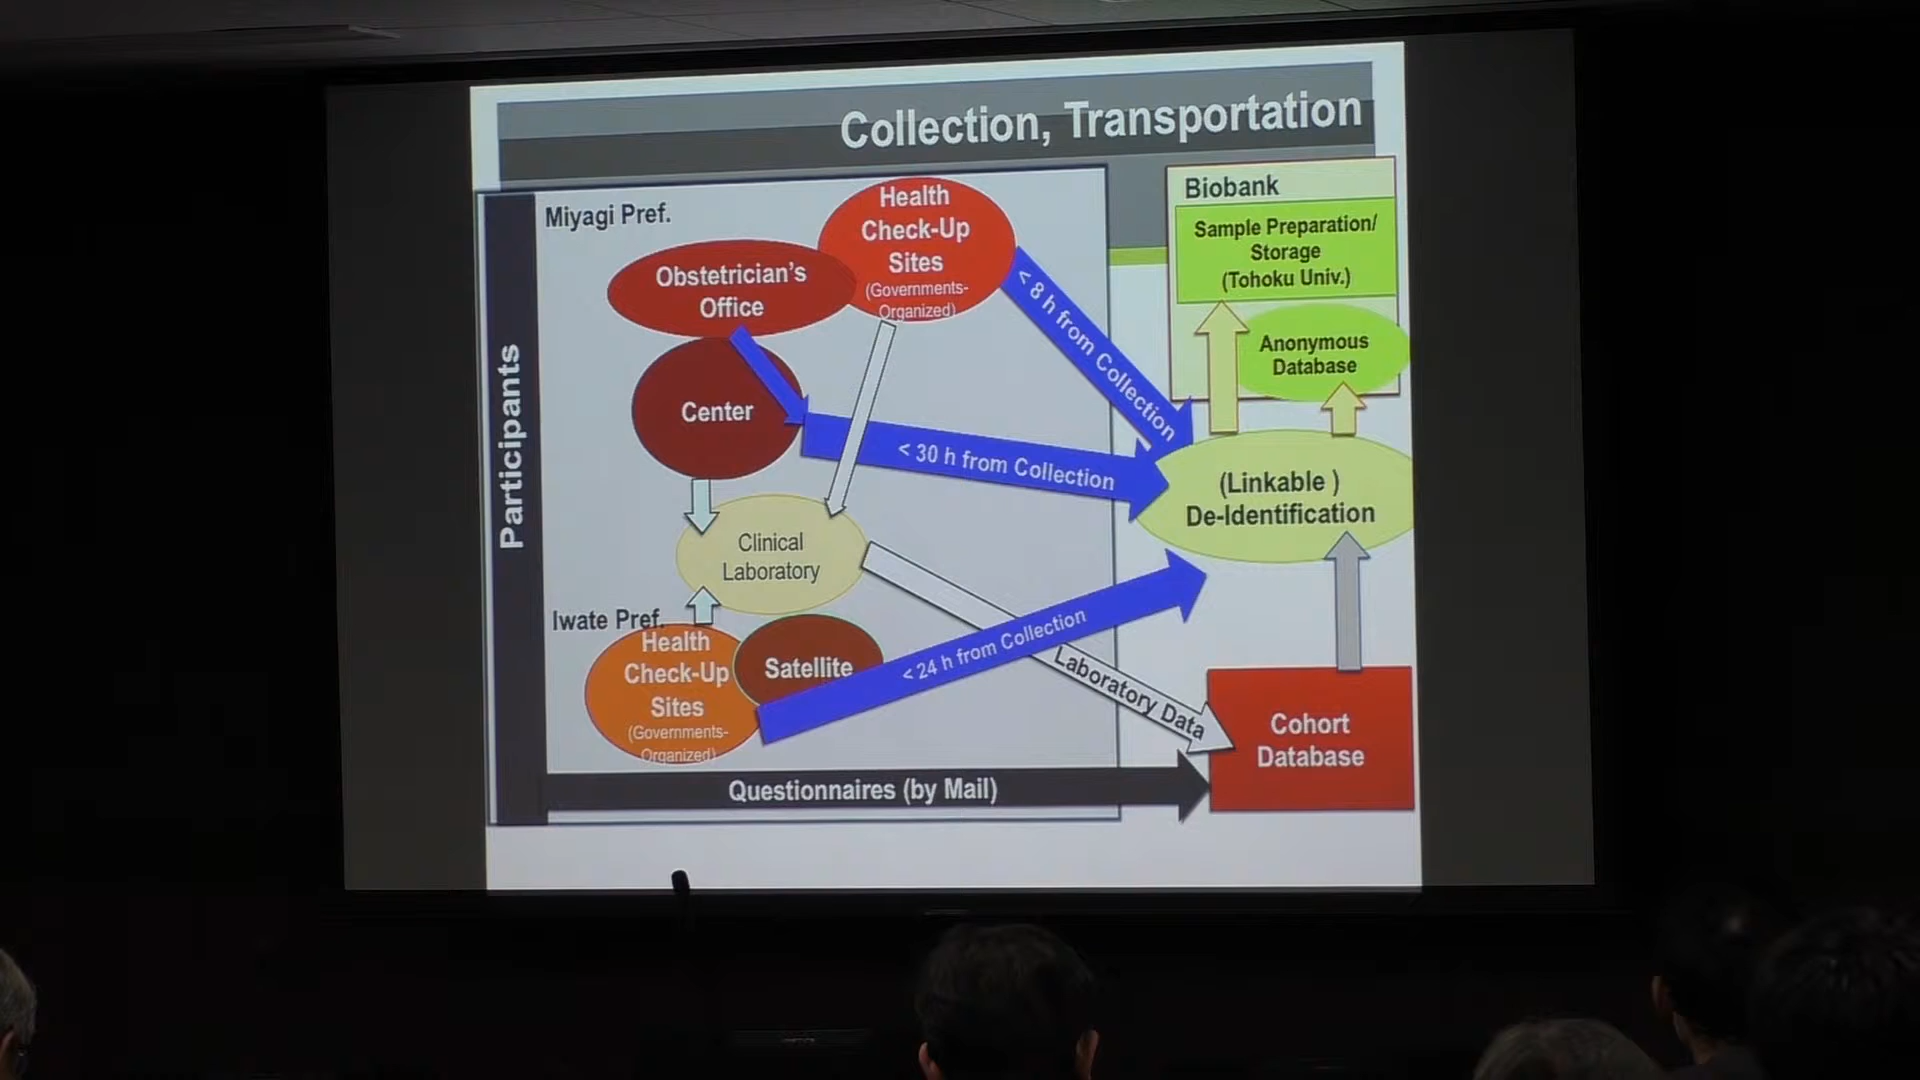 Collection, Transportation
Participants
Miyagi Pref.
Health
Check-Up
Sites
(Governments-
Organized)
Obstetrician's
Office
Center
< 8 h from Collection
< 30 h from Collection
Clinical
Laboratory
Iwate Pref.
Health
Check-Up
Sites
(Governments-
Organized)
Satellite
< 24 h from Collection
Laboratory Data
Questionnaires (by Mail)
Biobank
Sample Preparation/
Storage
(Tohoku Univ.)
Anonymous
Database
(Linkable )
De-Identification
Cohort
Database